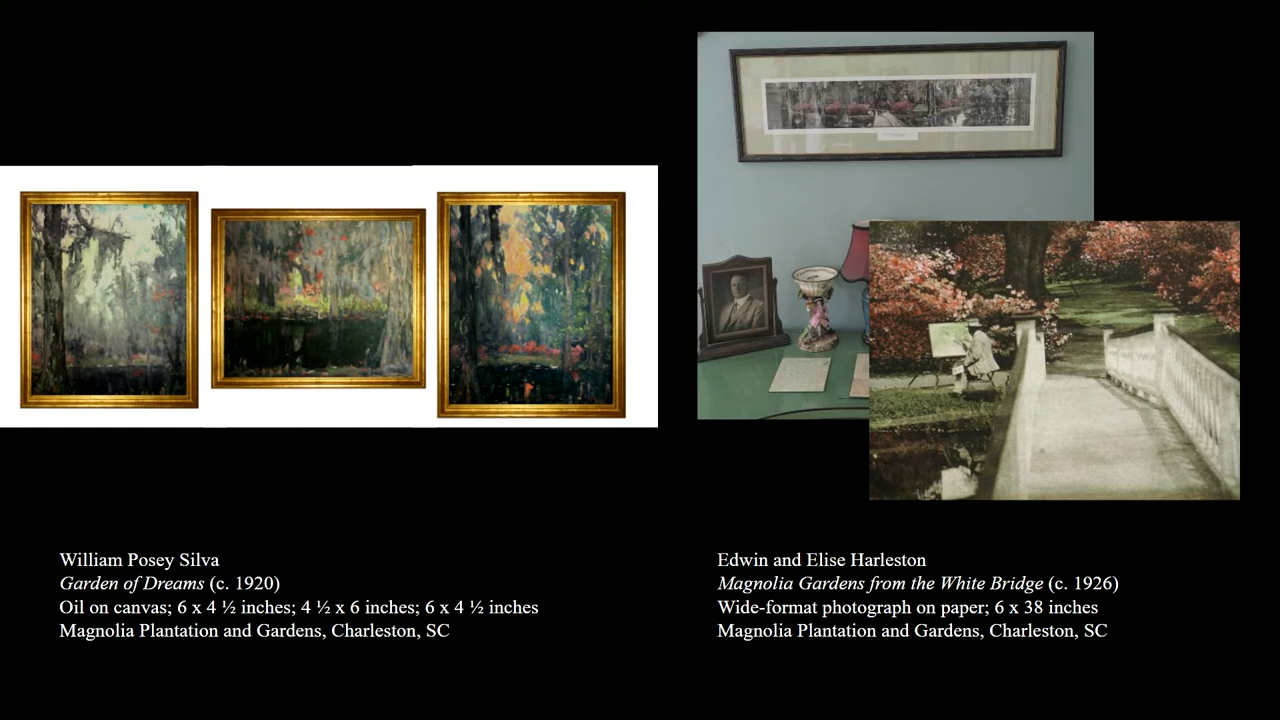 William Posey Silva
Garden of Dreams (c. 1920)
Oil on canvas; 6 x 4 ½ inches; 4 ½ x 6 inches; 6 x 4 ½ inches
Magnolia Plantation and Gardens, Charleston, SC
Edwin and Elise Harleston
Magnolia Gardens from the White Bridge (c. 1926)
Wide-format photograph on paper; 6 x 38 inches
Magnolia Plantation and Gardens, Charleston, SC